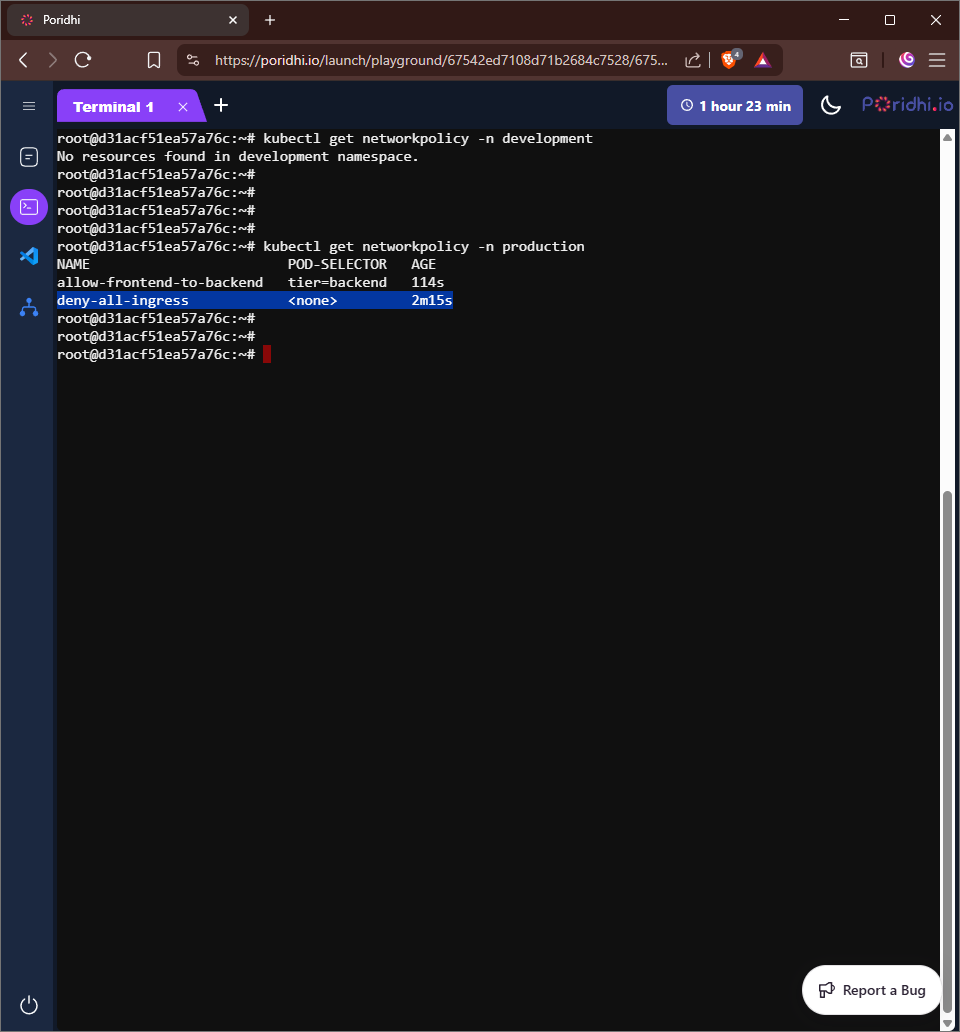 Poridhi
https://poridhi.io/launch/playground/67542ed7108d71b2684c7528/675...
4
Terminal 1
1 hour 23 min
Poridhi.io
root@d31acf51ea57a76c:~# kubectl get networkpolicy -n development
No resources found in development namespace.
root@d31acf51ea57a76c:~#
root@d31acf51ea57a76c:~#
root@d31acf51ea57a76c:~#
root@d31acf51ea57a76c:~#
root@d31acf51ea57a76c:~# kubectl get networkpolicy -n production
NAME                        POD-SELECTOR   AGE
allow-frontend-to-backend   tier=backend   114s
deny-all-ingress            <none>         2m15s
root@d31acf51ea57a76c:~#
root@d31acf51ea57a76c:~#
root@d31acf51ea57a76c:~#
Report a Bug